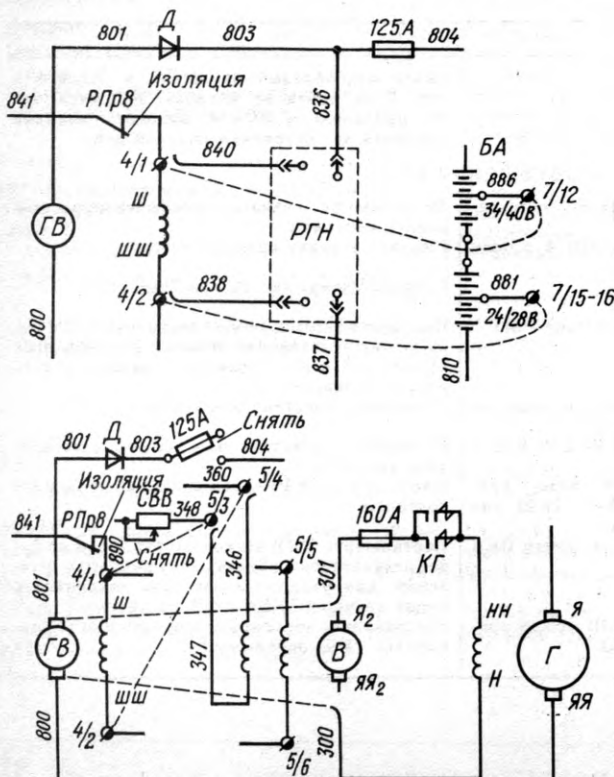 801
Д
803
125А
804
841
РПр8
Изоляция
836
4/1
840
БА
886
7/12
34/40В
ГВ
Ш
ШШ
РГН
4/2
838
881
7/15-16
24/28В
800
837
810
801
Д
803
125А
Снять
804
Изоляция
360
5/4
841
РПр8
СВВ
348
5/3
890
Снять
160А
КГ
801
4/1
346
5/5
301
Ш
347
Я₂
НН
Я
ГВ
В
Г
ШШ
Н
ЯЯ₂
ЯЯ
800
4/2
300
5/6